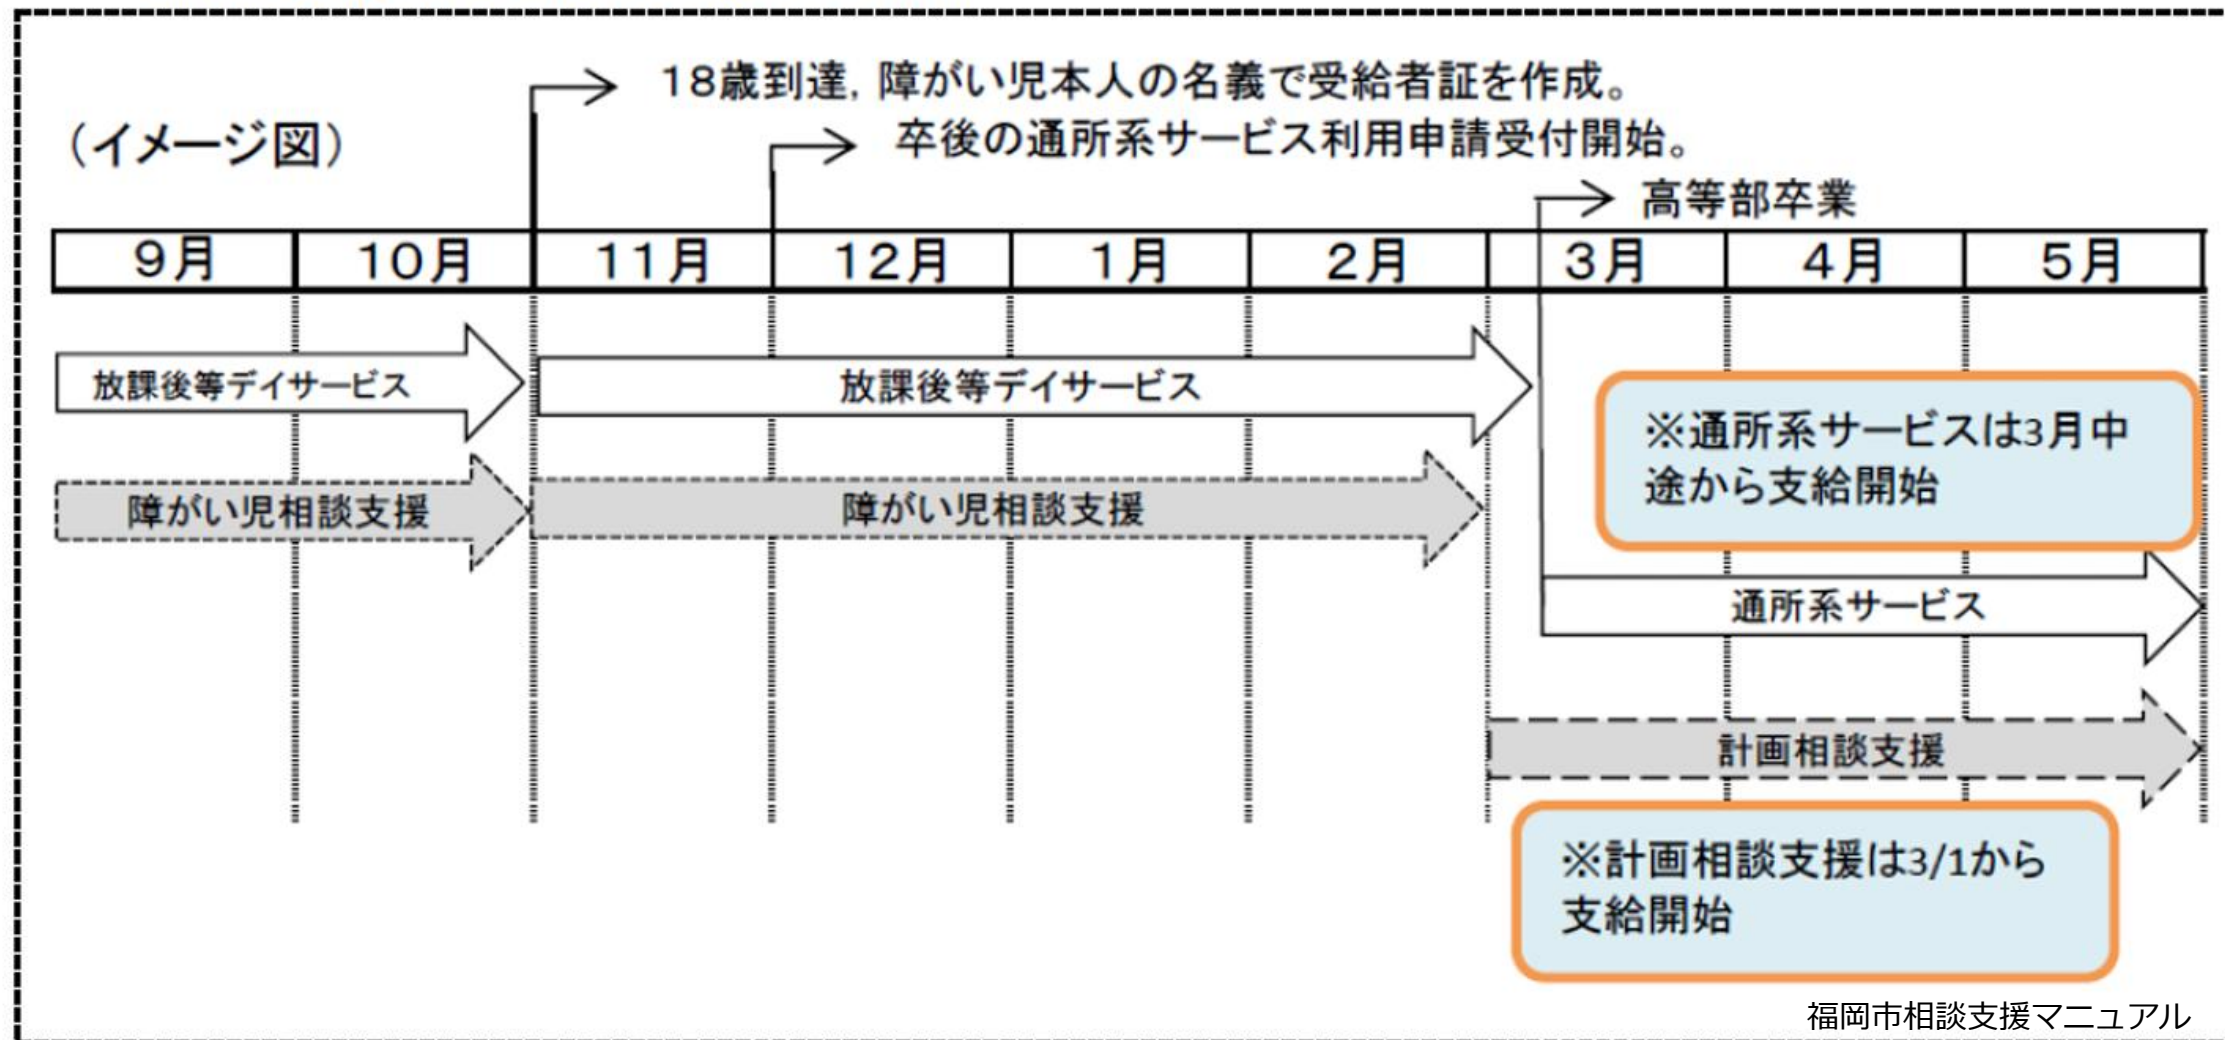 18歳到達,障がい児本人の名義で受給者証を作成。
(イメージ図)
卒後の通所系サービス利用申請受付開始。
高等部卒業
9月 10月 11月 12月 1月 2月 3月 4月 5月
放課後等デイサービス 放課後等デイサービス
※通所系サービスは3月中
途から支給開始
障がい児相談支援 障がい児相談支援
通所系サービス
計画相談支援
※計画相談支援は3/1から
支給開始
福岡市相談支援マニュアル